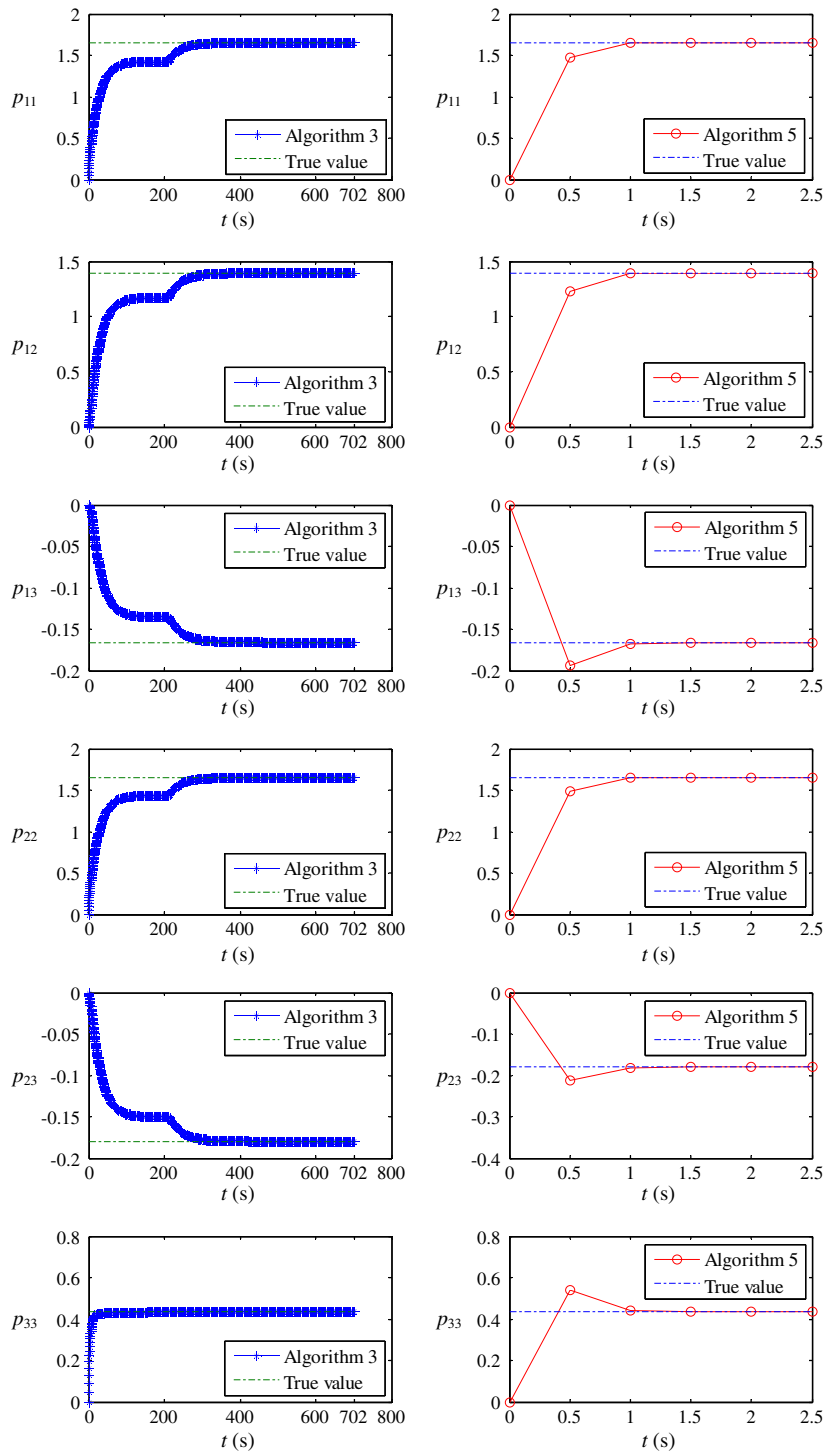 2
1.5
1
0.5
0
p11
Algorithm 3
True value
0 200 400 600 702 800
t (s)
2
1.5
1
0.5
0
p11
Algorithm 5
True value
0 0.5 1 1.5 2 2.5
t (s)
1.5
1
0.5
0
p12
Algorithm 3
True value
0 200 400 600 702 800
t (s)
1.5
1
0.5
0
p12
Algorithm 5
True value
0 0.5 1 1.5 2 2.5
t (s)
0
-0.05
-0.1
-0.15
-0.2
p13
Algorithm 3
True value
0 200 400 600 702 800
t (s)
0
-0.05
-0.1
-0.15
-0.2
p13
Algorithm 5
True value
0 0.5 1 1.5 2 2.5
t (s)
2
1.5
1
0.5
0
p22
Algorithm 3
True value
0 200 400 600 702 800
t (s)
2
1.5
1
0.5
0
p22
Algorithm 5
True value
0 0.5 1 1.5 2 2.5
t (s)
0
-0.05
-0.1
-0.15
-0.2
p23
Algorithm 3
True value
0 200 400 600 702 800
t (s)
0
-0.1
-0.2
-0.3
-0.4
p23
Algorithm 5
True value
0 0.5 1 1.5 2 2.5
t (s)
0.8
0.6
0.4
0.2
0
p33
Algorithm 3
True value
0 200 400 600 702 800
t (s)
0.8
0.6
0.4
0.2
0
p33
Algorithm 5
True value
0 0.5 1 1.5 2 2.5
t (s)